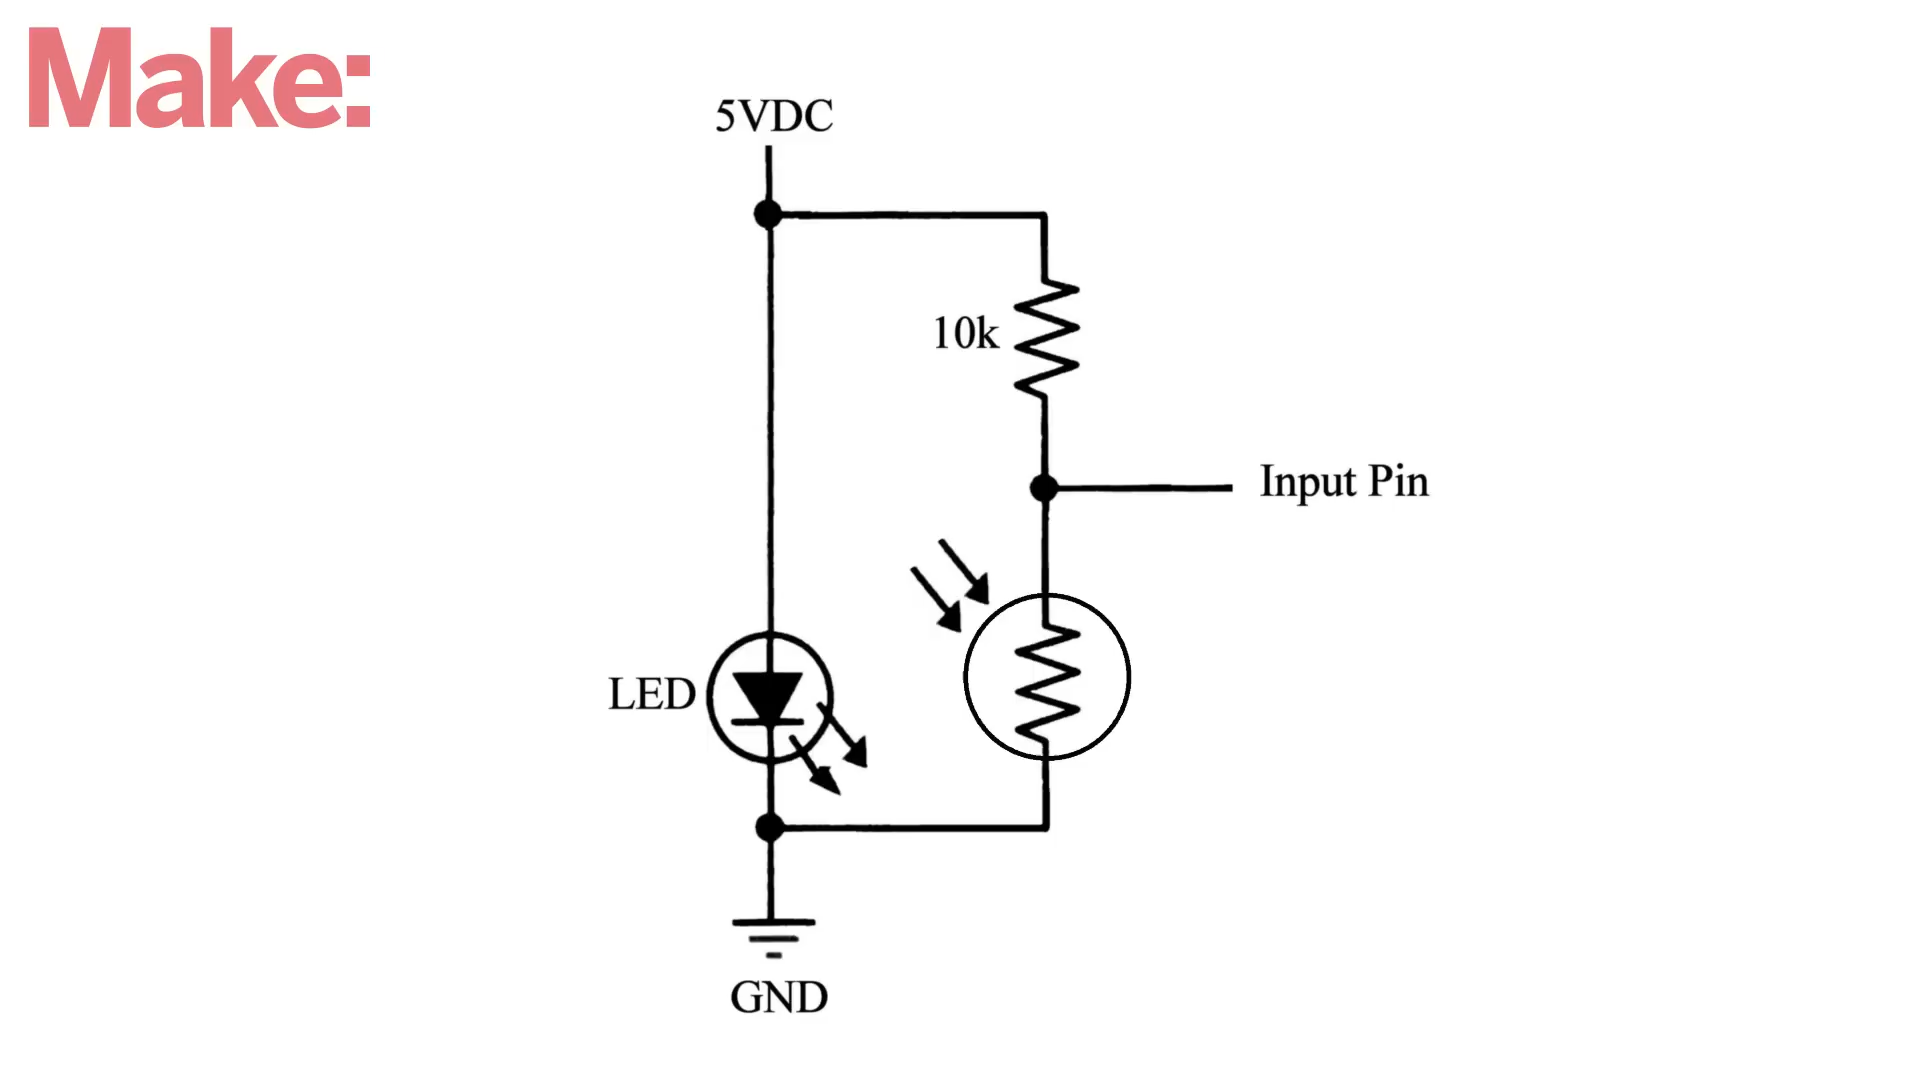 Make:
5VDC
10k
Input Pin
LED
GND